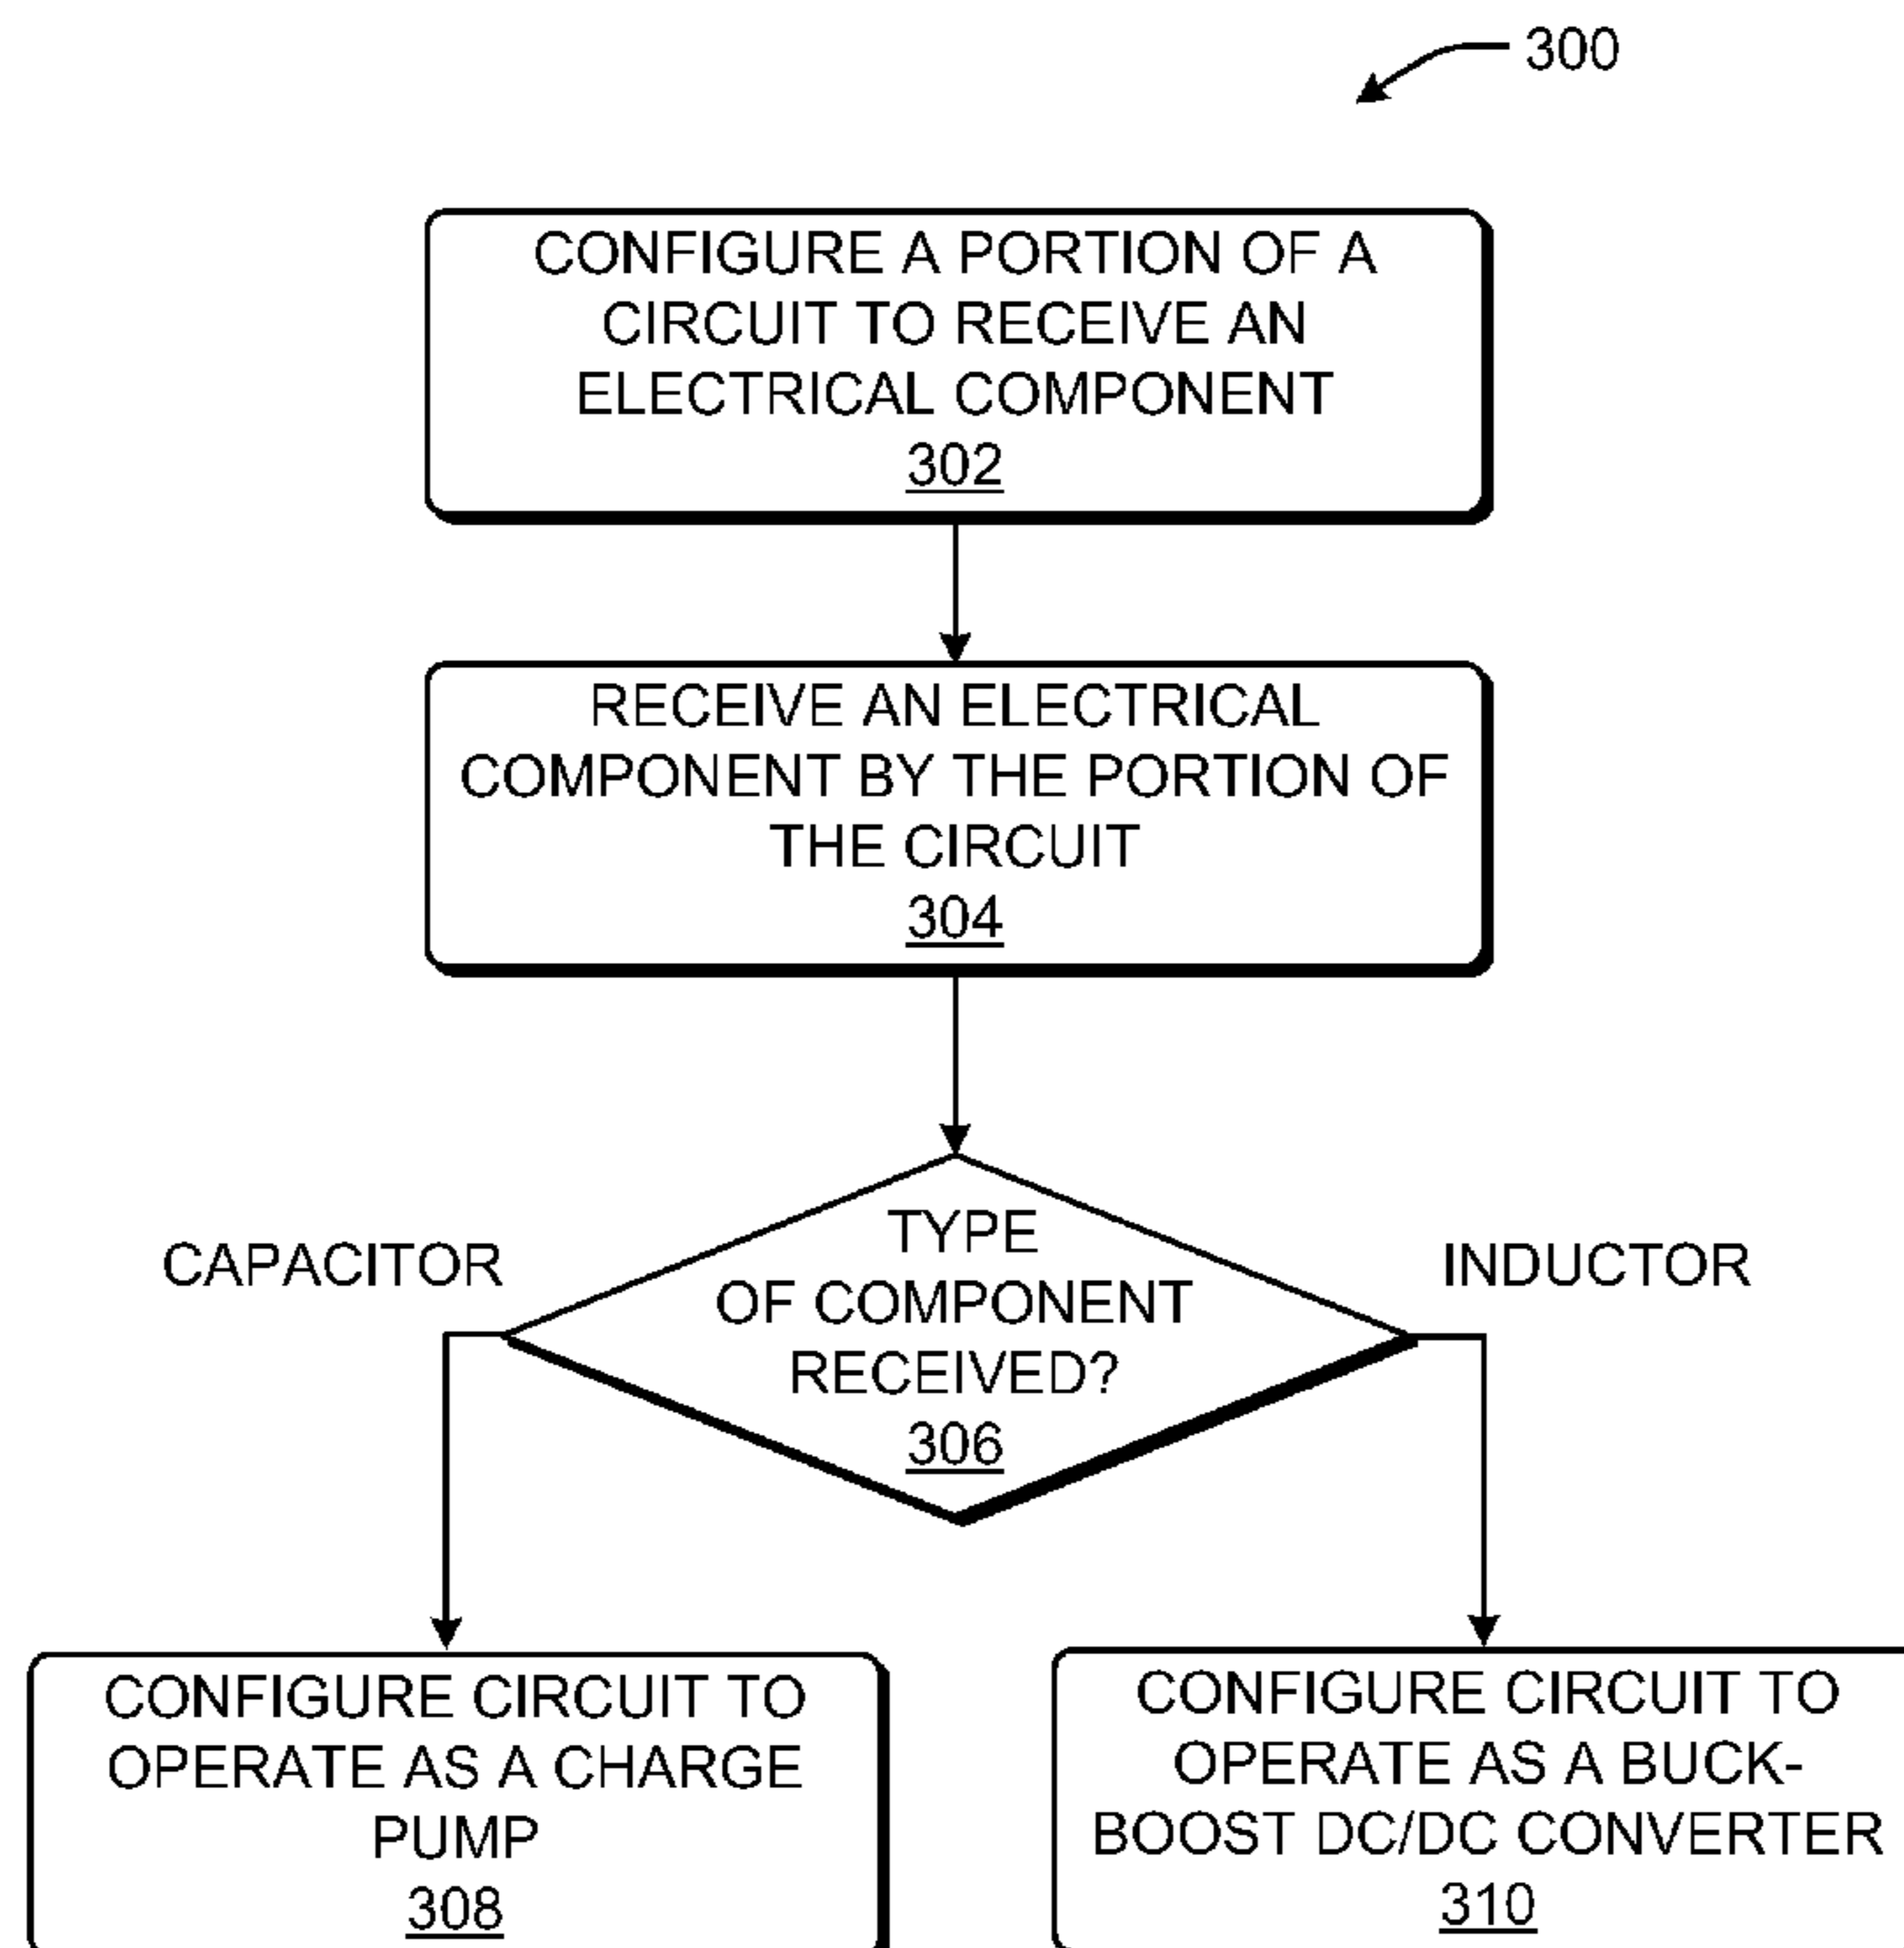 300
CONFIGURE A PORTION OF A
CIRCUIT TO RECEIVE AN
ELECTRICAL COMPONENT
302
RECEIVE AN ELECTRICAL
COMPONENT BY THE PORTION OF
THE CIRCUIT
304
TYPE
OF COMPONENT
RECEIVED?
306
CAPACITOR
INDUCTOR
CONFIGURE CIRCUIT TO
OPERATE AS A CHARGE
PUMP
308
CONFIGURE CIRCUIT TO
OPERATE AS A BUCK-
BOOST DC/DC CONVERTER
310